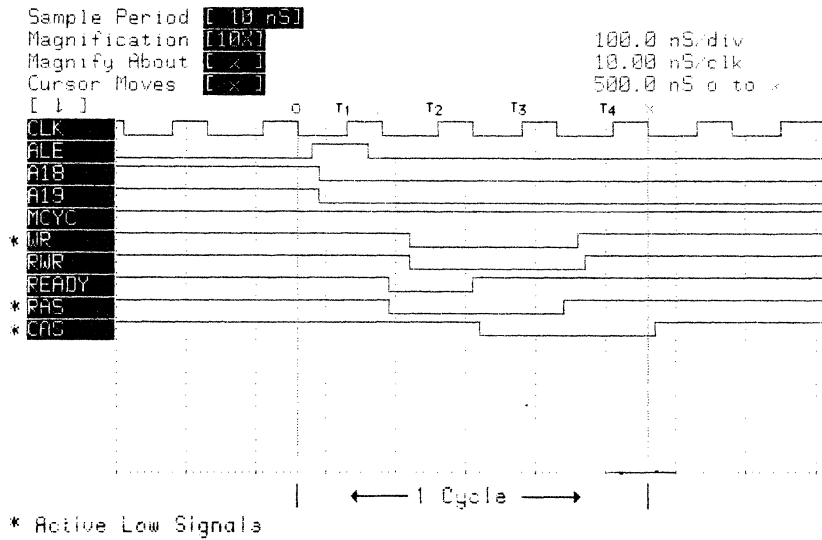 Sample Period [ 10 nS]
Magnification [10X] 100.0 nS/div
Magnify About [ x ] 10.00 nS/clk
Cursor Moves [ x ] 500.0 nS o to x
[ ↓ ] o T1 T2 T3 T4 x
CLK
ALE
A18
A19
MCYC
* WR
RWR
READY
* RAS
* CAS
1 Cycle
* Active Low Signals